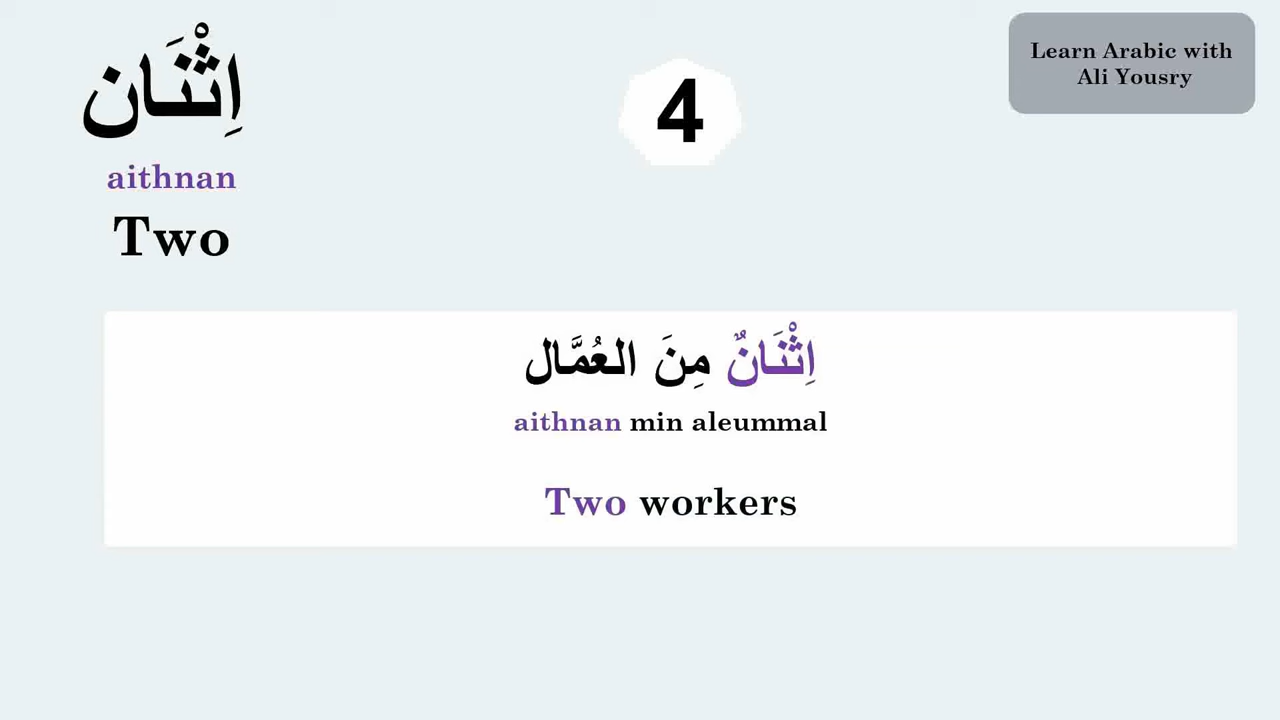 اِثْنَان
aithnan
Two
4
Learn Arabic with
Ali Yousry
اِثْنَانٌ مِنَ العُمَّال
aithnan min aleummal
Two workers